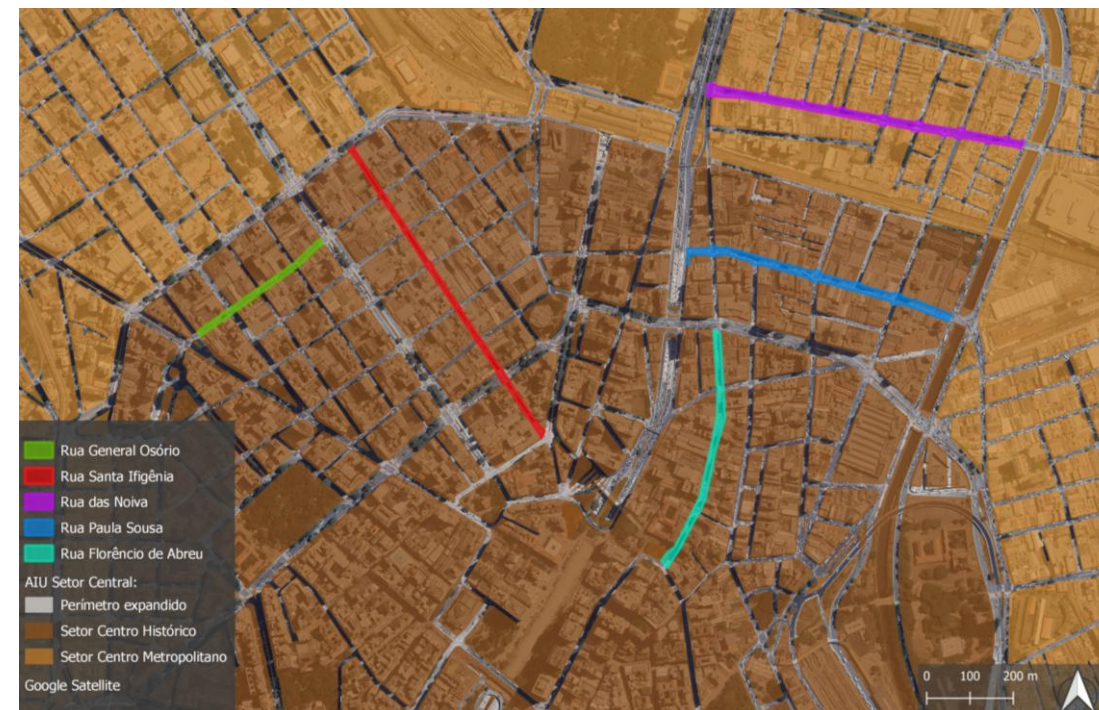 Rua General Osório
Rua Santa Ifigênia
Rua das Noiva
Rua Paula Sousa
Rua Florêncio de Abreu
AIU Setor Central:
Perímetro expandido
Setor Centro Histórico
Setor Centro Metropolitano
Google Satellite
0 100 200 m